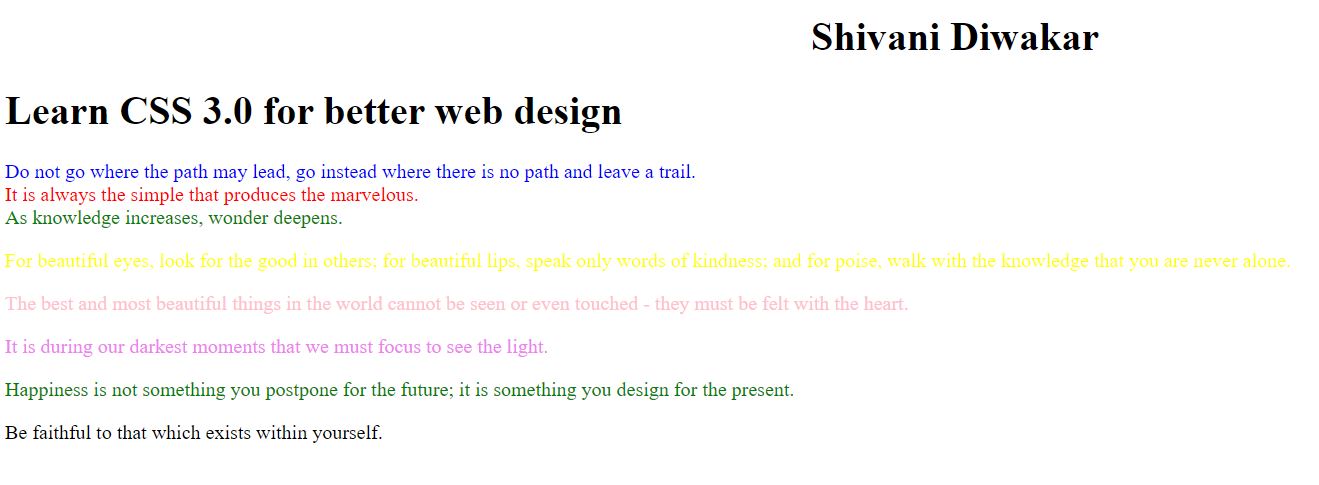 Shivani Diwakar
Learn CSS 3.0 for better web design
Do not go where the path may lead, go instead where there is no path and leave a trail.
It is always the simple that produces the marvelous.
As knowledge increases, wonder deepens.
For beautiful eyes, look for the good in others; for beautiful lips, speak only words of kindness; and for poise, walk with the knowledge that you are never alone.
The best and most beautiful things in the world cannot be seen or even touched - they must be felt with the heart.
It is during our darkest moments that we must focus to see the light.
Happiness is not something you postpone for the future; it is something you design for the present.
Be faithful to that which exists within yourself.